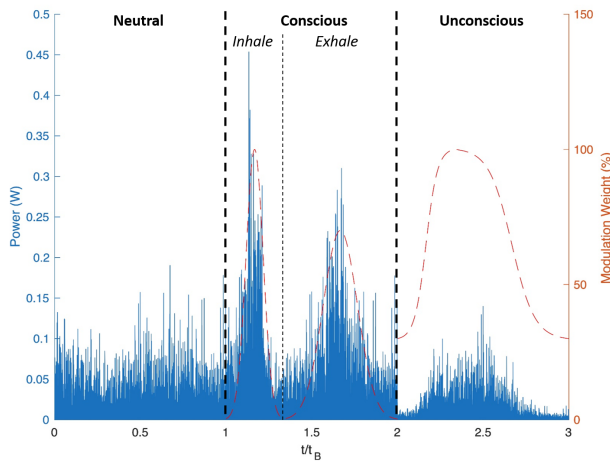 Neutral Conscious Unconscious
Inhale Exhale
0.5 150
0.45
0.4
0.35
0.3
0.25
0.2
0.15
0.1
0.05
0
100
50
0
Power (W)
Modulation Weight (%)
0 0.5 1 1.5 2 2.5 3
t/t_B